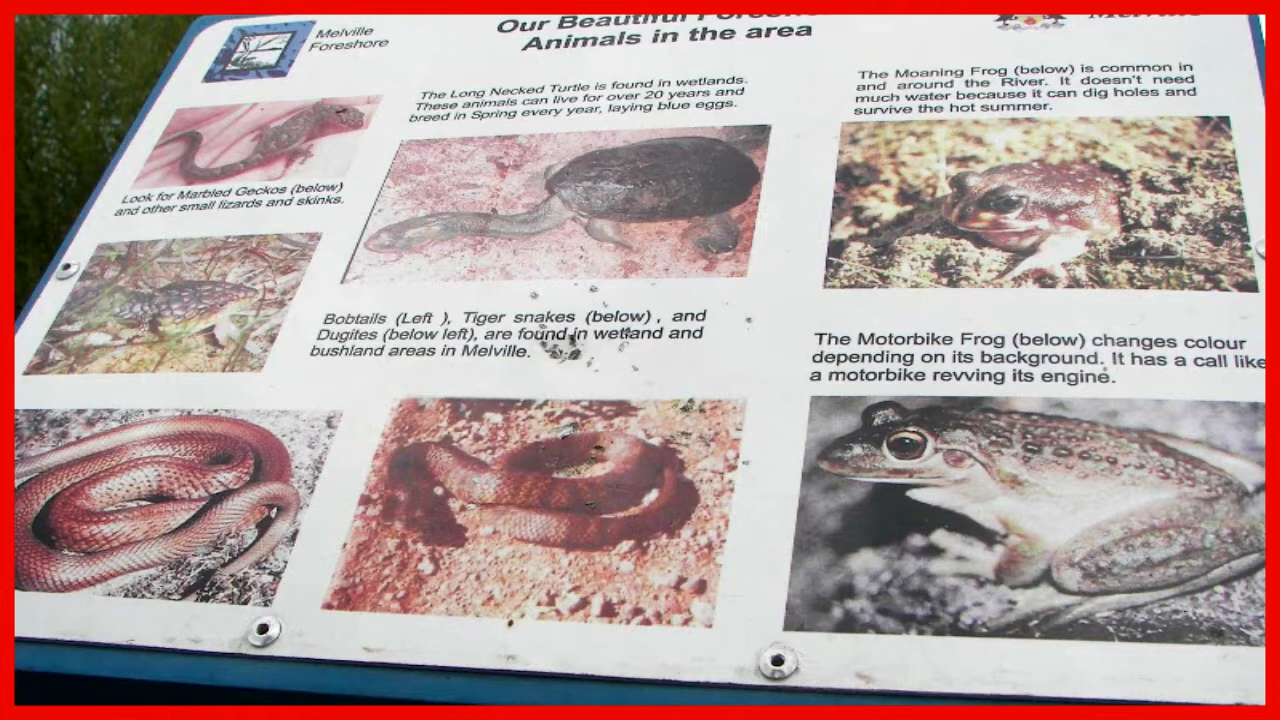 Melville
Foreshore
Our Beautiful
Animals in the area
Melville
The Long Necked Turtle is found in wetlands.
These animals can live for over 20 years and
breed in Spring every year, laying blue eggs.
The Moaning Frog (below) is common in
and around the River. It doesn't need
much water because it can dig holes and
survive the hot summer.
Look for Marbled Geckos (below)
and other small lizards and skinks.
Bobtails (Left ), Tiger snakes (below) , and
Dugites (below left), are found in wetland and
bushland areas in Melville.
The Motorbike Frog (below) changes colour
depending on its background. It has a call like
a motorbike revving its engine.